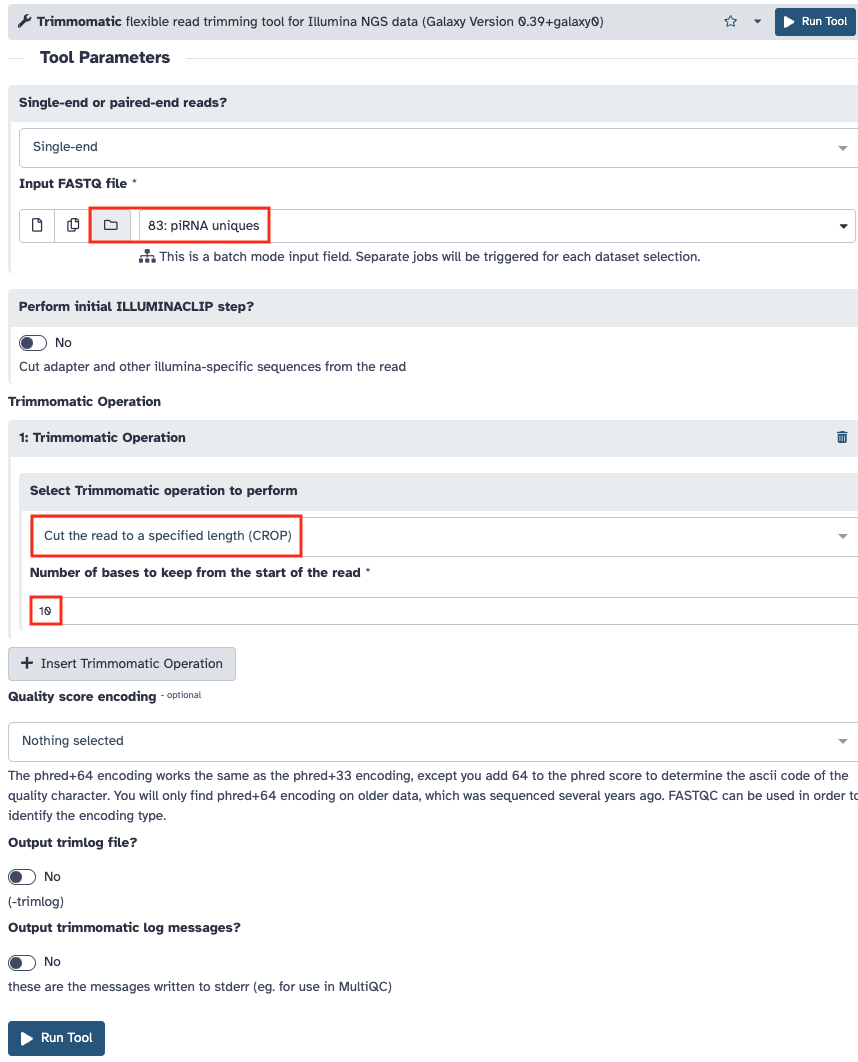 Trimmomatic flexible read trimming tool for Illumina NGS data (Galaxy Version 0.39+galaxy0)
Run Tool
Tool Parameters
Single-end or paired-end reads?
Single-end
Input FASTQ file *
83: piRNA uniques
This is a batch mode input field. Separate jobs will be triggered for each dataset selection.
Perform initial ILLUMINACLIP step?
No
Cut adapter and other illumina-specific sequences from the read
Trimmomatic Operation
1: Trimmomatic Operation
Select Trimmomatic operation to perform
Cut the read to a specified length (CROP)
Number of bases to keep from the start of the read *
10
Insert Trimmomatic Operation
Quality score encoding - optional
Nothing selected
The phred+64 encoding works the same as the phred+33 encoding, except you add 64 to the phred score to determine the ascii code of the
quality character. You will only find phred+64 encoding on older data, which was sequenced several years ago. FASTQC can be used in order to
identify the encoding type.
Output trimlog file?
No
(-trimlog)
Output trimmomatic log messages?
No
these are the messages written to stderr (eg. for use in MultiQC)
Run Tool